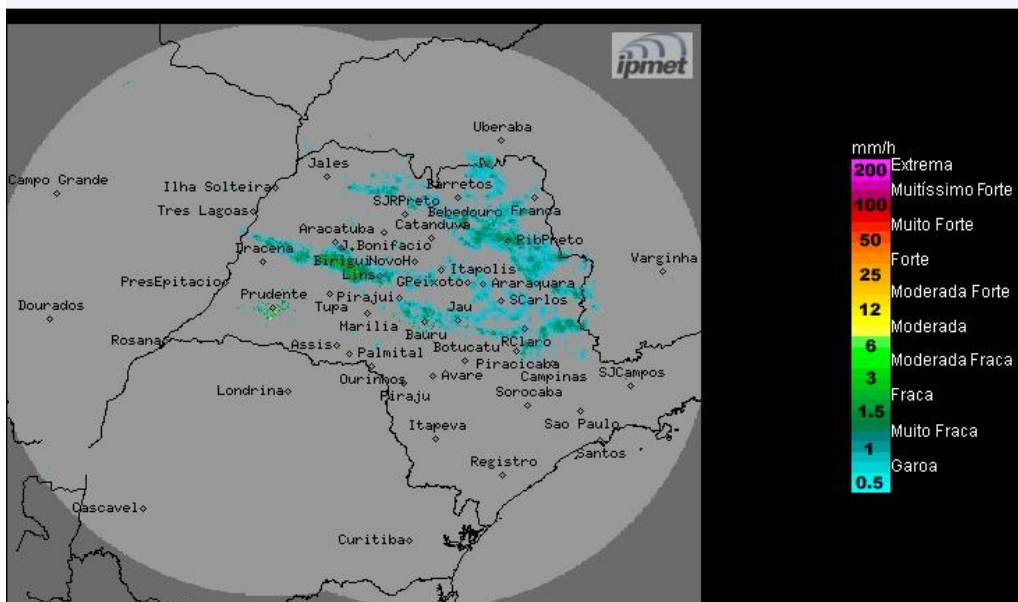 ipmet
Uberaba
Jales
Campo Grande
Ilha Solteira
Barretos
SJRPreto
Tres Lagoas
Bebedouro
Franca
Catanduva
Aracatuba
J.Bonifacio
RibPreto
Dracena
Birigui
NovoH
Varginha
Lins
Itapolis
PresEpitacio
GPeixoto
Araraquara
Prudente
Tupa
Pirajui
SCarlos
Dourados
Jau
Marilia
Bauru
Rosana
Assis
RClaro
Palmital
Botucatu
Piracicaba
Ourinhos
Avare
Campinas
SJCampos
Londrina
Piraju
Sorocaba
Itapeva
Sao Paulo
Santos
Registro
Cascavel
Curitiba
mm/h
200 Extrema
Muitíssimo Forte
100
Muito Forte
50
Forte
25
Moderada Forte
12
Moderada
6
Moderada Fraca
3
Fraca
1.5
Muito Fraca
1
Garoa
0.5